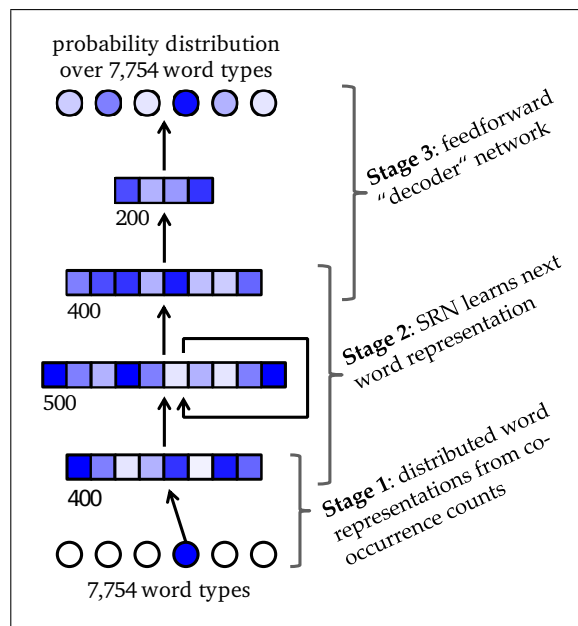 probability distribution
over 7,754 word types
Stage 3: feedforward
“decoder“ network
200
400
Stage 2: SRN learns next
word representation
500
400
Stage 1: distributed word
representations from co-
occurrence counts
7,754 word types